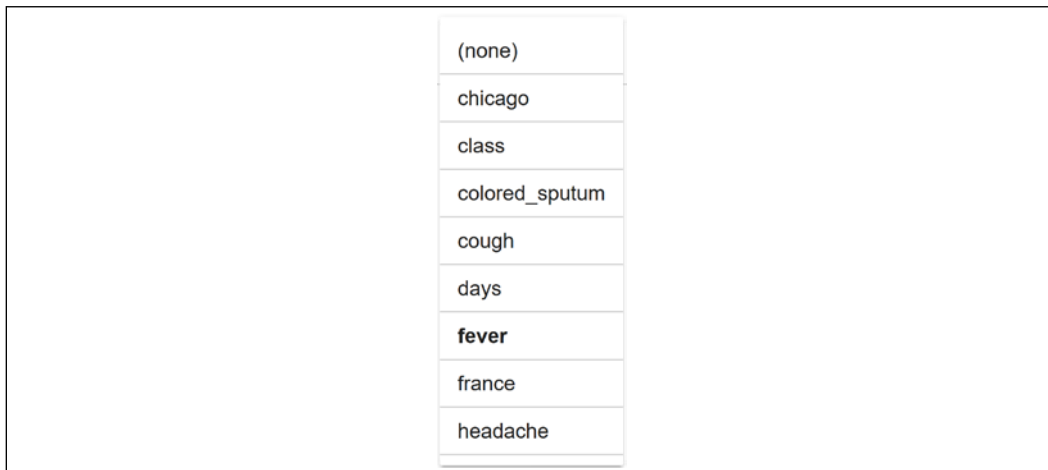 (none)
chicago
class
colored_sputum
cough
days
fever
france
headache